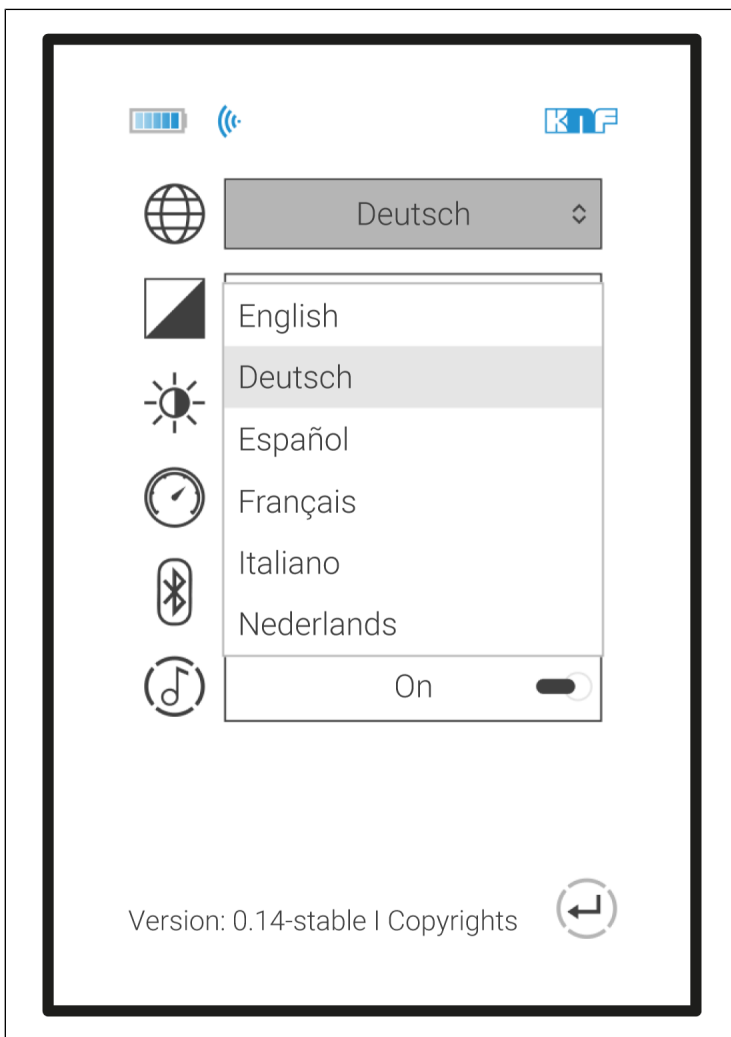 KNF
Deutsch
English
Deutsch
Español
Français
Italiano
Nederlands
On
Version: 0.14-stable I Copyrights